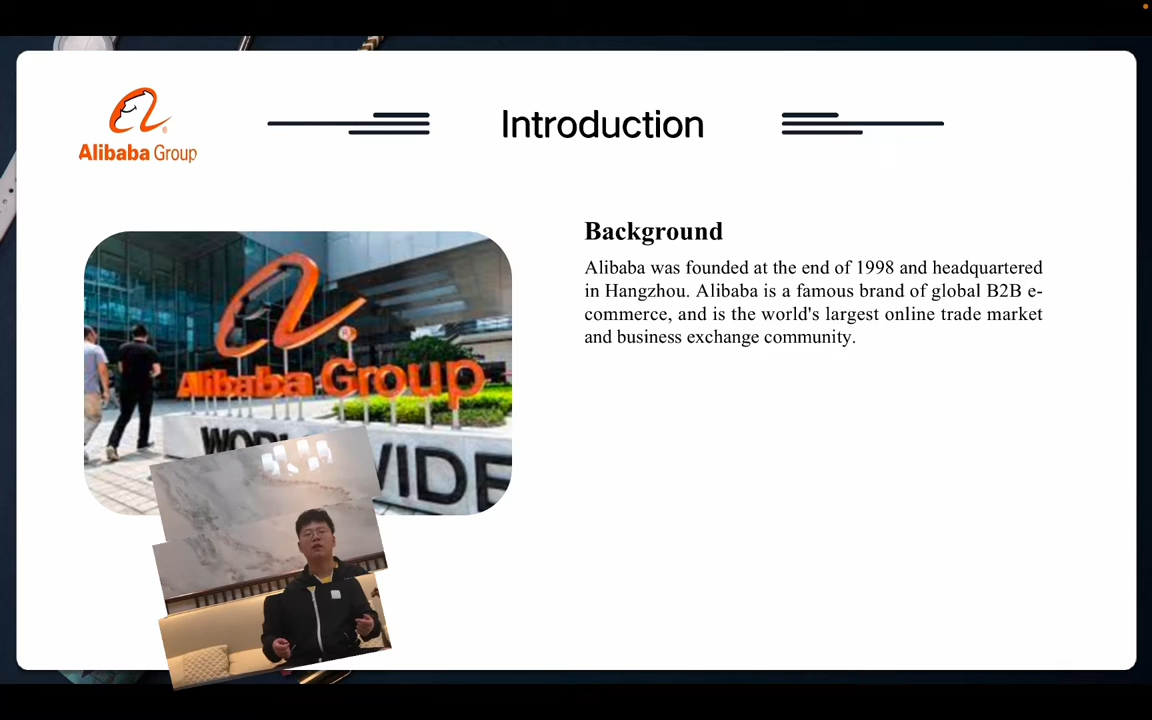 Introduction
Alibaba Group
Background
Alibaba was founded at the end of 1998 and headquartered
in Hangzhou. Alibaba is a famous brand of global B2B e-
commerce, and is the world's largest online trade market
and business exchange community.
Alibaba Group
WORL WIDE